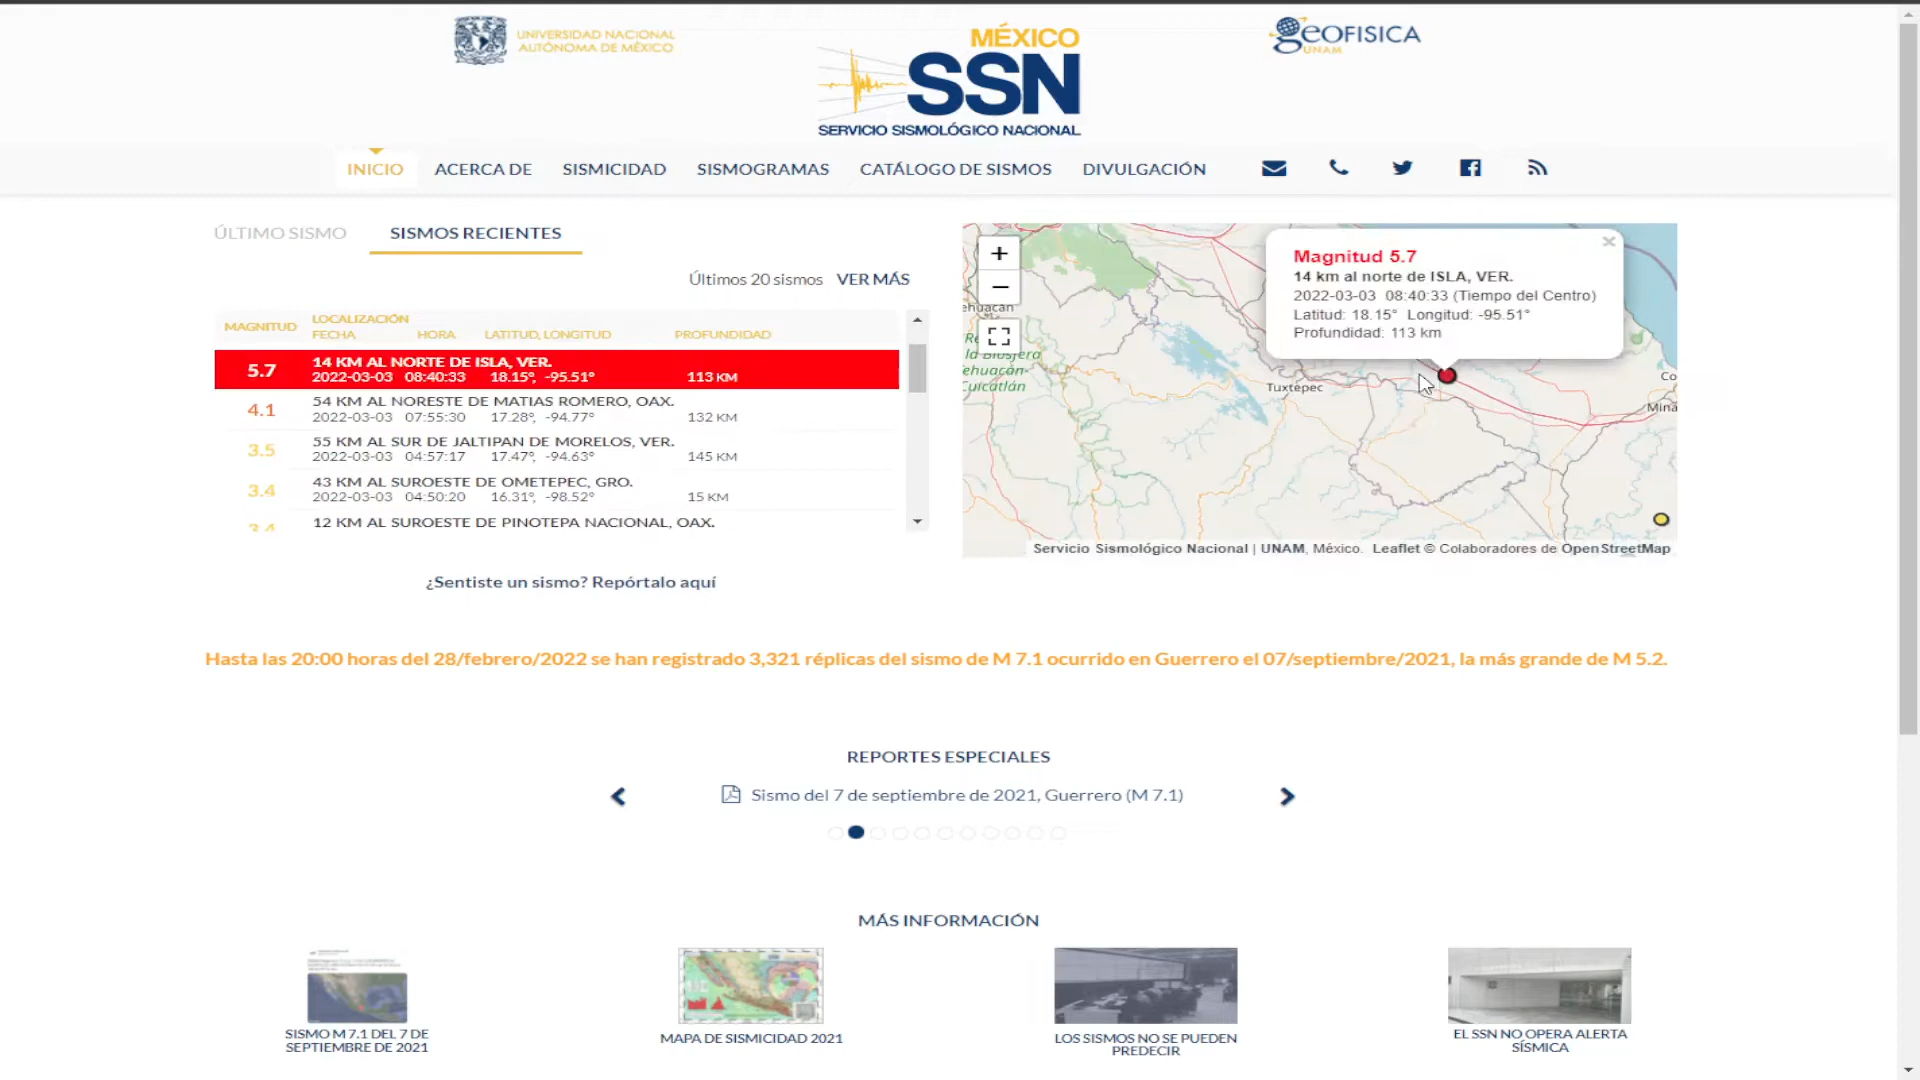 UNIVERSIDAD NACIONAL
AUTÓNOMA DE MÉXICO
MÉXICO
SSN
SERVICIO SISMOLÓGICO NACIONAL
GEOFISICA
UNAM
INICIO ACERCA DE SISMICIDAD SISMOGRAMAS CATÁLOGO DE SISMOS DIVULGACIÓN
ÚLTIMO SISMO SISMOS RECIENTES
Últimos 20 sismos VER MÁS
MAGNITUD LOCALIZACIÓN
FECHA HORA LATITUD, LONGITUD PROFUNDIDAD
5.7 14 KM AL NORTE DE ISLA, VER.
2022-03-03 08:40:33 18.15°, -95.51° 113 KM
4.1 54 KM AL NORESTE DE MATIAS ROMERO, OAX.
2022-03-03 07:55:30 17.28°, -94.77° 132 KM
3.5 55 KM AL SUR DE JALTIPAN DE MORELOS, VER.
2022-03-03 04:57:17 17.47°, -94.63° 145 KM
3.4 43 KM AL SUROESTE DE OMETEPEC, GRO.
2022-03-03 04:50:20 16.31°, -98.52° 15 KM
3.4 12 KM AL SUROESTE DE PINOTEPA NACIONAL, OAX.
¿Sentiste un sismo? Repórtalo aquí
+
−
Magnitud 5.7 ×
14 km al norte de ISLA, VER.
2022-03-03 08:40:33 (Tiempo del Centro)
Latitud: 18.15° Longitud: -95.51°
Profundidad: 113 km
ehuacán
la Biosfera
ehuacán-
Cuicatlán
Tuxtepec
Co
Mina
Servicio Sismológico Nacional | UNAM, México. Leaflet © Colaboradores de OpenStreetMap
Hasta las 20:00 horas del 28/febrero/2022 se han registrado 3,321 réplicas del sismo de M 7.1 ocurrido en Guerrero el 07/septiembre/2021, la más grande de M 5.2.
REPORTES ESPECIALES
Sismo del 7 de septiembre de 2021, Guerrero (M 7.1)
MÁS INFORMACIÓN
SISMO M 7.1 DEL 7 DE
SEPTIEMBRE DE 2021
MAPA DE SISMICIDAD 2021
LOS SISMOS NO SE PUEDEN
PREDECIR
EL SSN NO OPERA ALERTA
SÍSMICA